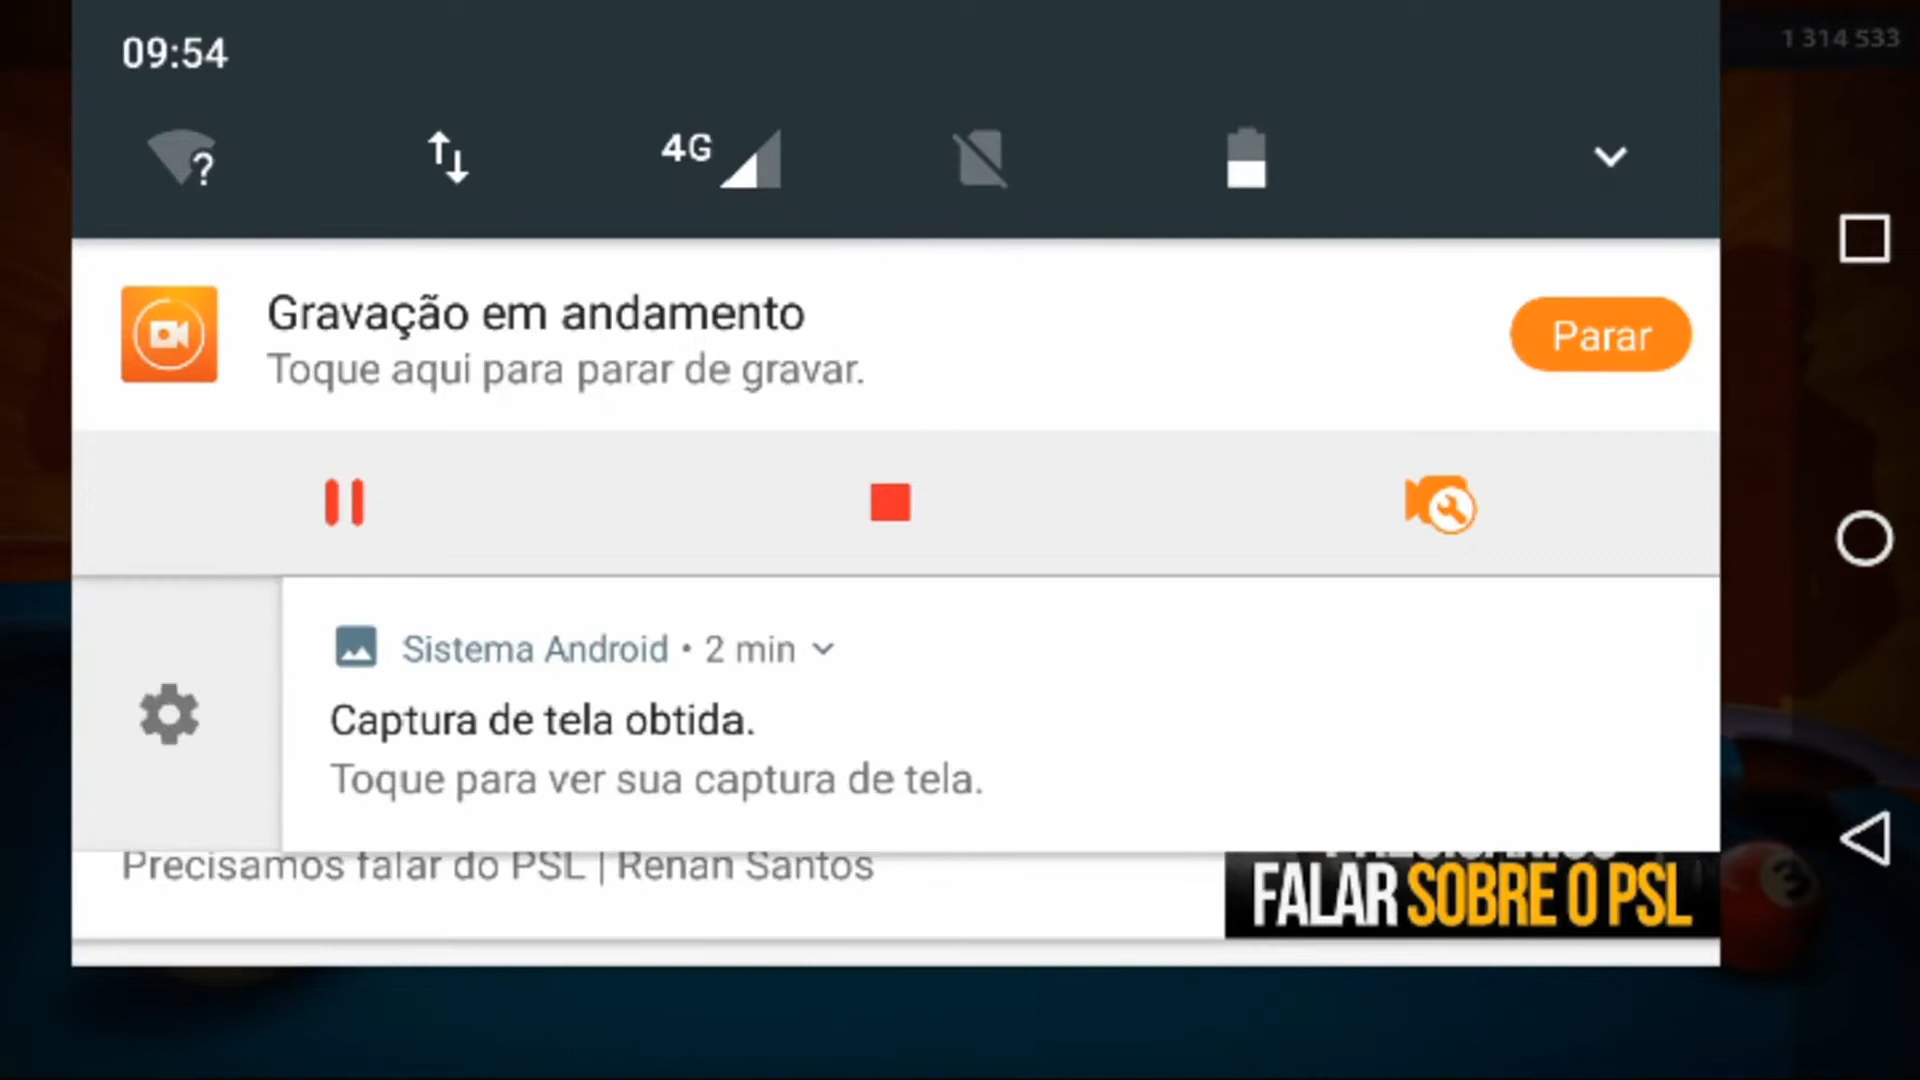 09:54
1 314 533
4G
Gravação em andamento
Toque aqui para parar de gravar.
Parar
Sistema Android • 2 min
Captura de tela obtida.
Toque para ver sua captura de tela.
Precisamos falar do PSL | Renan Santos
FALAR SOBRE O PSL
3